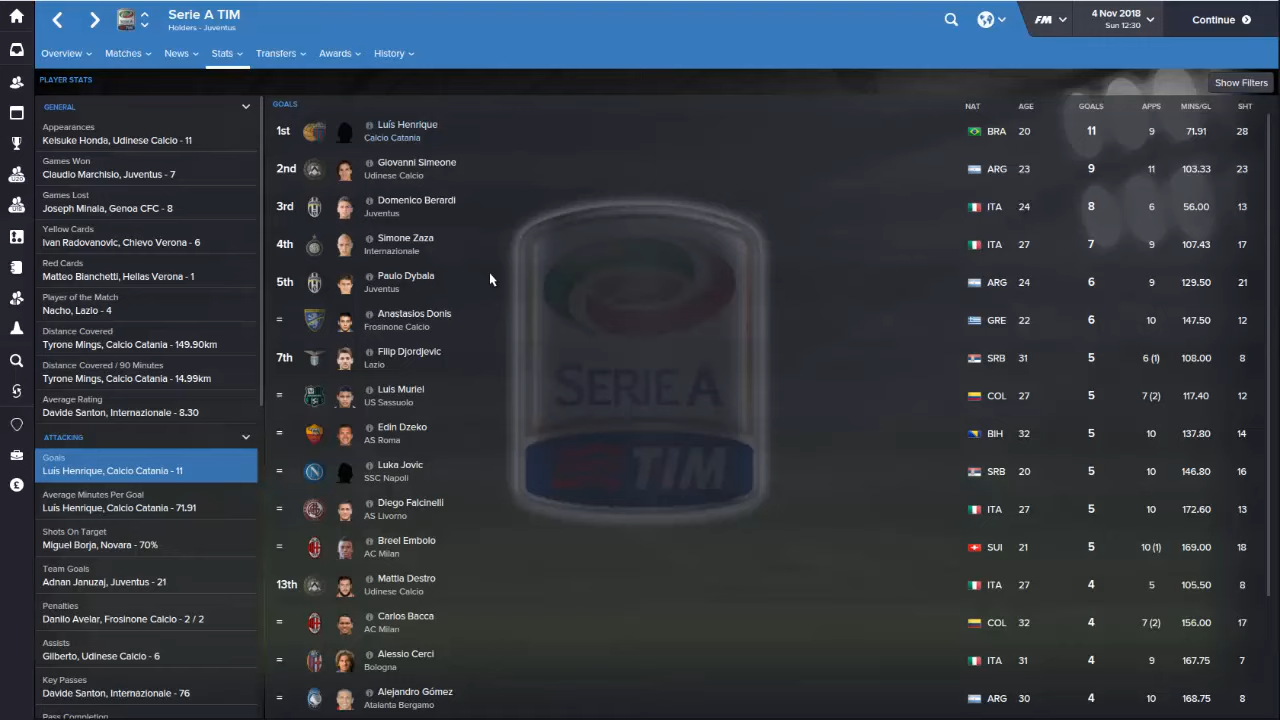 Serie A TIM
Holders - Juventus
FM
4 Nov 2018
Sun 12:30
Continue
Overview
Matches
News
Stats
Transfers
Awards
History
PLAYER STATS
Show Filters
GENERAL
Appearances
Keisuke Honda, Udinese Calcio - 11
Games Won
Claudio Marchisio, Juventus - 7
Games Lost
Joseph Minala, Genoa CFC - 8
Yellow Cards
Ivan Radovanovic, Chievo Verona - 6
Red Cards
Matteo Bianchetti, Hellas Verona - 1
Player of the Match
Nacho, Lazio - 4
Distance Covered
Tyrone Mings, Calcio Catania - 149.90km
Distance Covered / 90 Minutes
Tyrone Mings, Calcio Catania - 14.99km
Average Rating
Davide Santon, Internazionale - 8.30
ATTACKING
Goals
Luís Henrique, Calcio Catania - 11
Average Minutes Per Goal
Luís Henrique, Calcio Catania - 71.91
Shots On Target
Miguel Borja, Novara - 70%
Team Goals
Adnan Januzaj, Juventus - 21
Penalties
Danilo Avelar, Frosinone Calcio - 2 / 2
Assists
Gilberto, Udinese Calcio - 6
Key Passes
Davide Santon, Internazionale - 76
Pass Completion
GOALS NAT AGE GOALS APPS MINS/GL SHT
1st Luís Henrique BRA 20 11 9 71.91 28
Calcio Catania
2nd Giovanni Simeone ARG 23 9 11 103.33 23
Udinese Calcio
3rd Domenico Berardi ITA 24 8 6 56.00 13
Juventus
4th Simone Zaza ITA 27 7 9 107.43 17
Internazionale
5th Paulo Dybala ARG 24 6 9 129.50 21
Juventus
= Anastasios Donis GRE 22 6 10 147.50 12
Frosinone Calcio
7th Filip Djordjevic SRB 31 5 6 (1) 108.00 8
Lazio
= Luis Muriel COL 27 5 7 (2) 117.40 12
US Sassuolo
= Edin Dzeko BIH 32 5 10 137.80 14
AS Roma
= Luka Jovic SRB 20 5 10 146.80 16
SSC Napoli
= Diego Falcinelli ITA 27 5 10 172.60 13
AS Livorno
= Breel Embolo SUI 21 5 10 (1) 169.00 18
AC Milan
13th Mattia Destro ITA 27 4 5 105.50 8
Udinese Calcio
= Carlos Bacca COL 32 4 7 (2) 156.00 17
AC Milan
= Alessio Cerci ITA 31 4 9 167.75 7
Bologna
= Alejandro Gómez ARG 30 4 10 168.75 8
Atalanta Bergamo
SERIE A
TIM